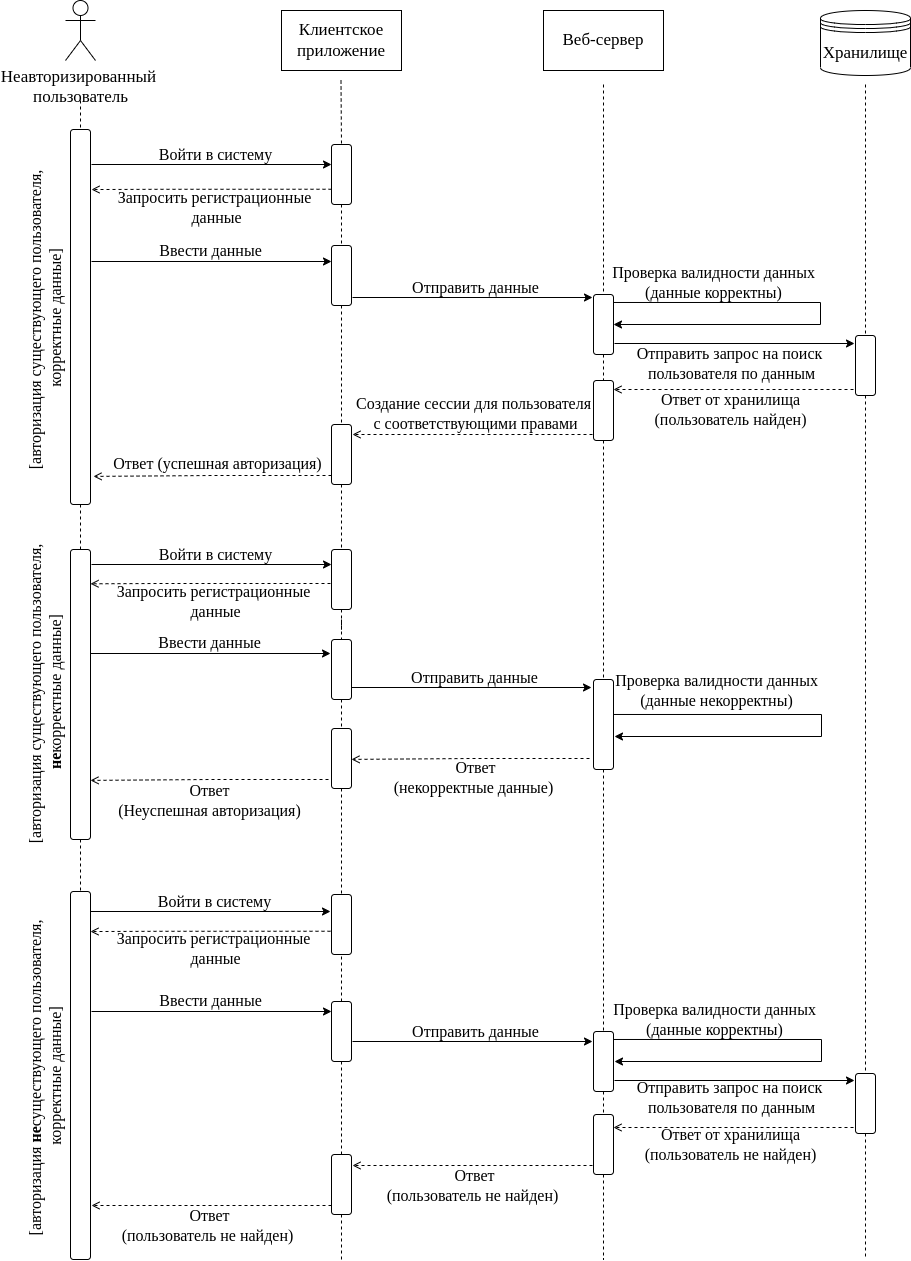 Неавторизированный
пользователь
Клиентское
приложение
Веб-сервер
Хранилище
[авторизация существующего пользователя,
корректные данные]
Войти в систему
Запросить регистрационные
данные
Ввести данные
Отправить данные
Проверка валидности данных
(данные корректны)
Отправить запрос на поиск
пользователя по данным
Ответ от хранилища
(пользователь найден)
Создание сессии для пользователя
с соответствующими правами
Ответ (успешная авторизация)
[авторизация существующего пользователя,
некорректные данные]
Войти в систему
Запросить регистрационные
данные
Ввести данные
Отправить данные
Проверка валидности данных
(данные некорректны)
Ответ
(некорректные данные)
Ответ
(Неуспешная авторизация)
[авторизация несуществующего пользователя,
корректные данные]
Войти в систему
Запросить регистрационные
данные
Ввести данные
Отправить данные
Проверка валидности данных
(данные корректны)
Отправить запрос на поиск
пользователя по данным
Ответ от хранилища
(пользователь не найден)
Ответ
(пользователь не найден)
Ответ
(пользователь не найден)